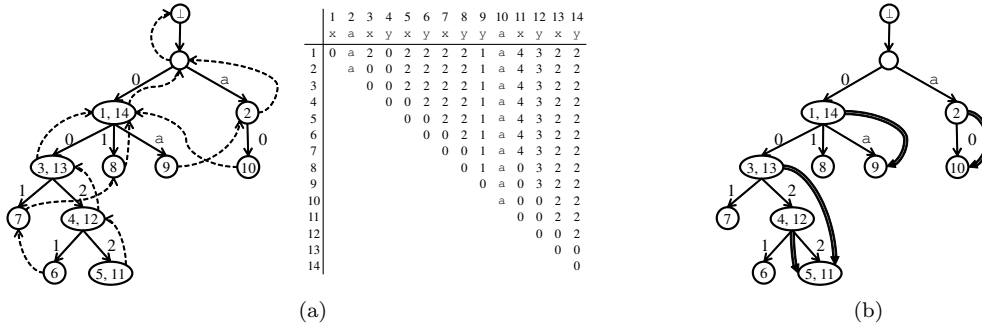 ⊥
0 a
1, 14 2
0 1 a 0
3, 13 8 9 10
1 2
7 4, 12
1 2
6 5, 11
1 2 3 4 5 6 7 8 9 10 11 12 13 14
x a x y x y x y y a x y x y
1 0 a 2 0 2 2 2 2 1 a 4 3 2 2
2 a 0 0 2 2 2 2 1 a 4 3 2 2
3 0 0 2 2 2 2 1 a 4 3 2 2
4 0 0 2 2 2 1 a 4 3 2 2
5 0 0 2 2 1 a 4 3 2 2
6 0 0 2 1 a 4 3 2 2
7 0 0 1 a 4 3 2 2
8 0 1 a 0 3 2 2
9 0 a 0 3 2 2
10 a 0 0 2 2
11 0 0 2 2
12 0 0 2
13 0 0
14 0
(a)
⊥
0 a
1, 14 2
0 1 a 0
3, 13 8 9 10
1 2
7 4, 12
1 2
6 5, 11
(b)